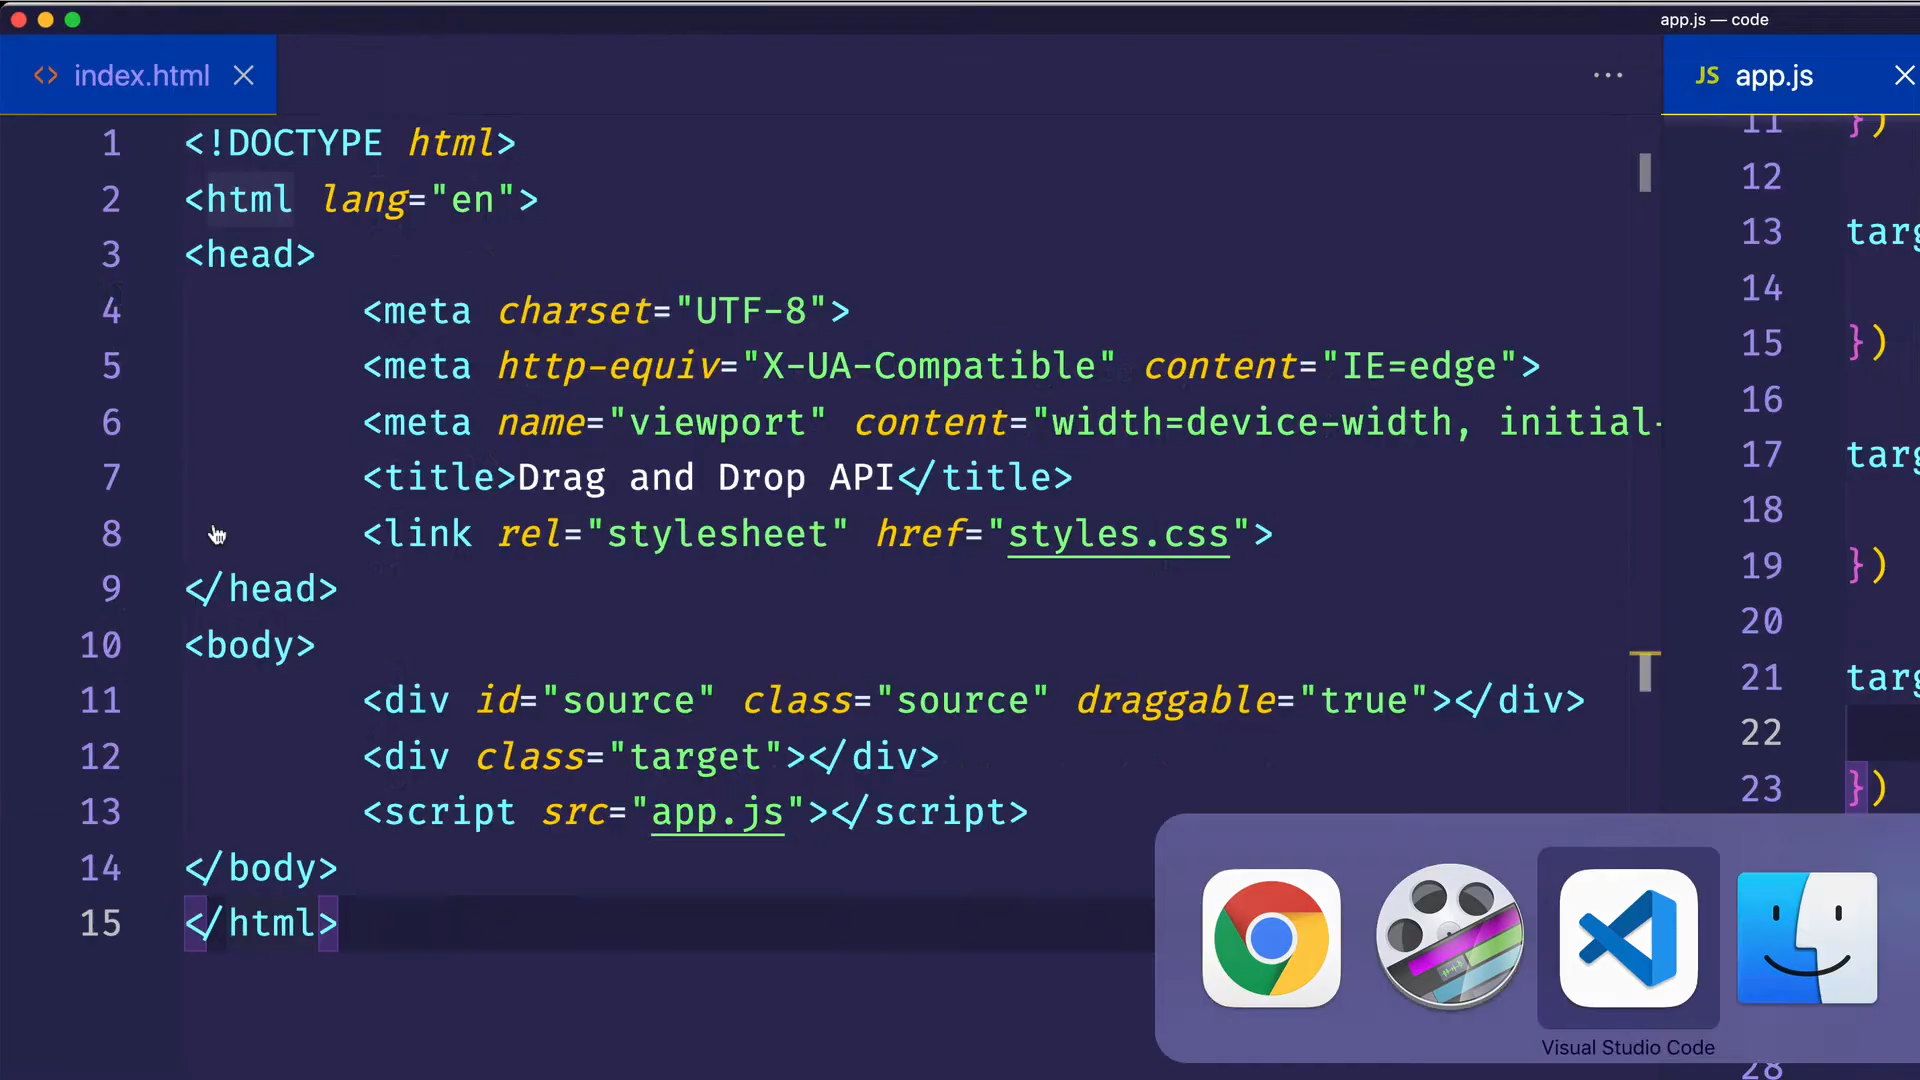 app.js — code
<> index.html
JS app.js
1 <!DOCTYPE html>
2 <html lang="en">
3 <head>
4 <meta charset="UTF-8">
5 <meta http-equiv="X-UA-Compatible" content="IE=edge">
6 <meta name="viewport" content="width=device-width, initial-
7 <title>Drag and Drop API</title>
8 <link rel="stylesheet" href="styles.css">
9 </head>
10 <body>
11 <div id="source" class="source" draggable="true"></div>
12 <div class="target"></div>
13 <script src="app.js"></script>
14 </body>
15 </html>
11 })
12
13 targ
14
15 })
16
17 targ
18
19 })
20
21 targ
22
23 })
28
Visual Studio Code